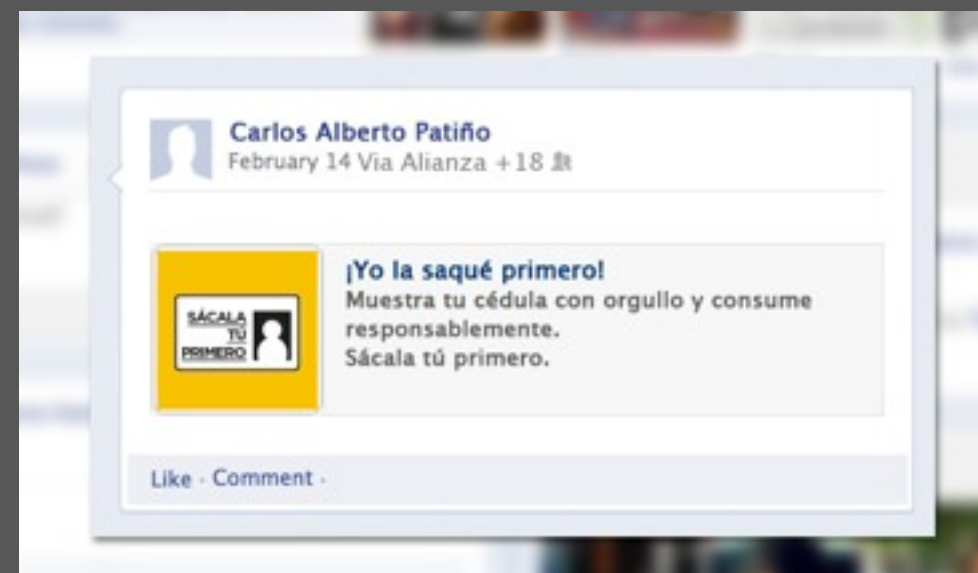 Carlos Alberto Patiño
February 14 Via Alianza +18
¡Yo la saqué primero!
Muestra tu cédula con orgullo y consume
responsablemente.
Sácala tú primero.
SÁCALA
TÚ
PRIMERO
Like · Comment ·